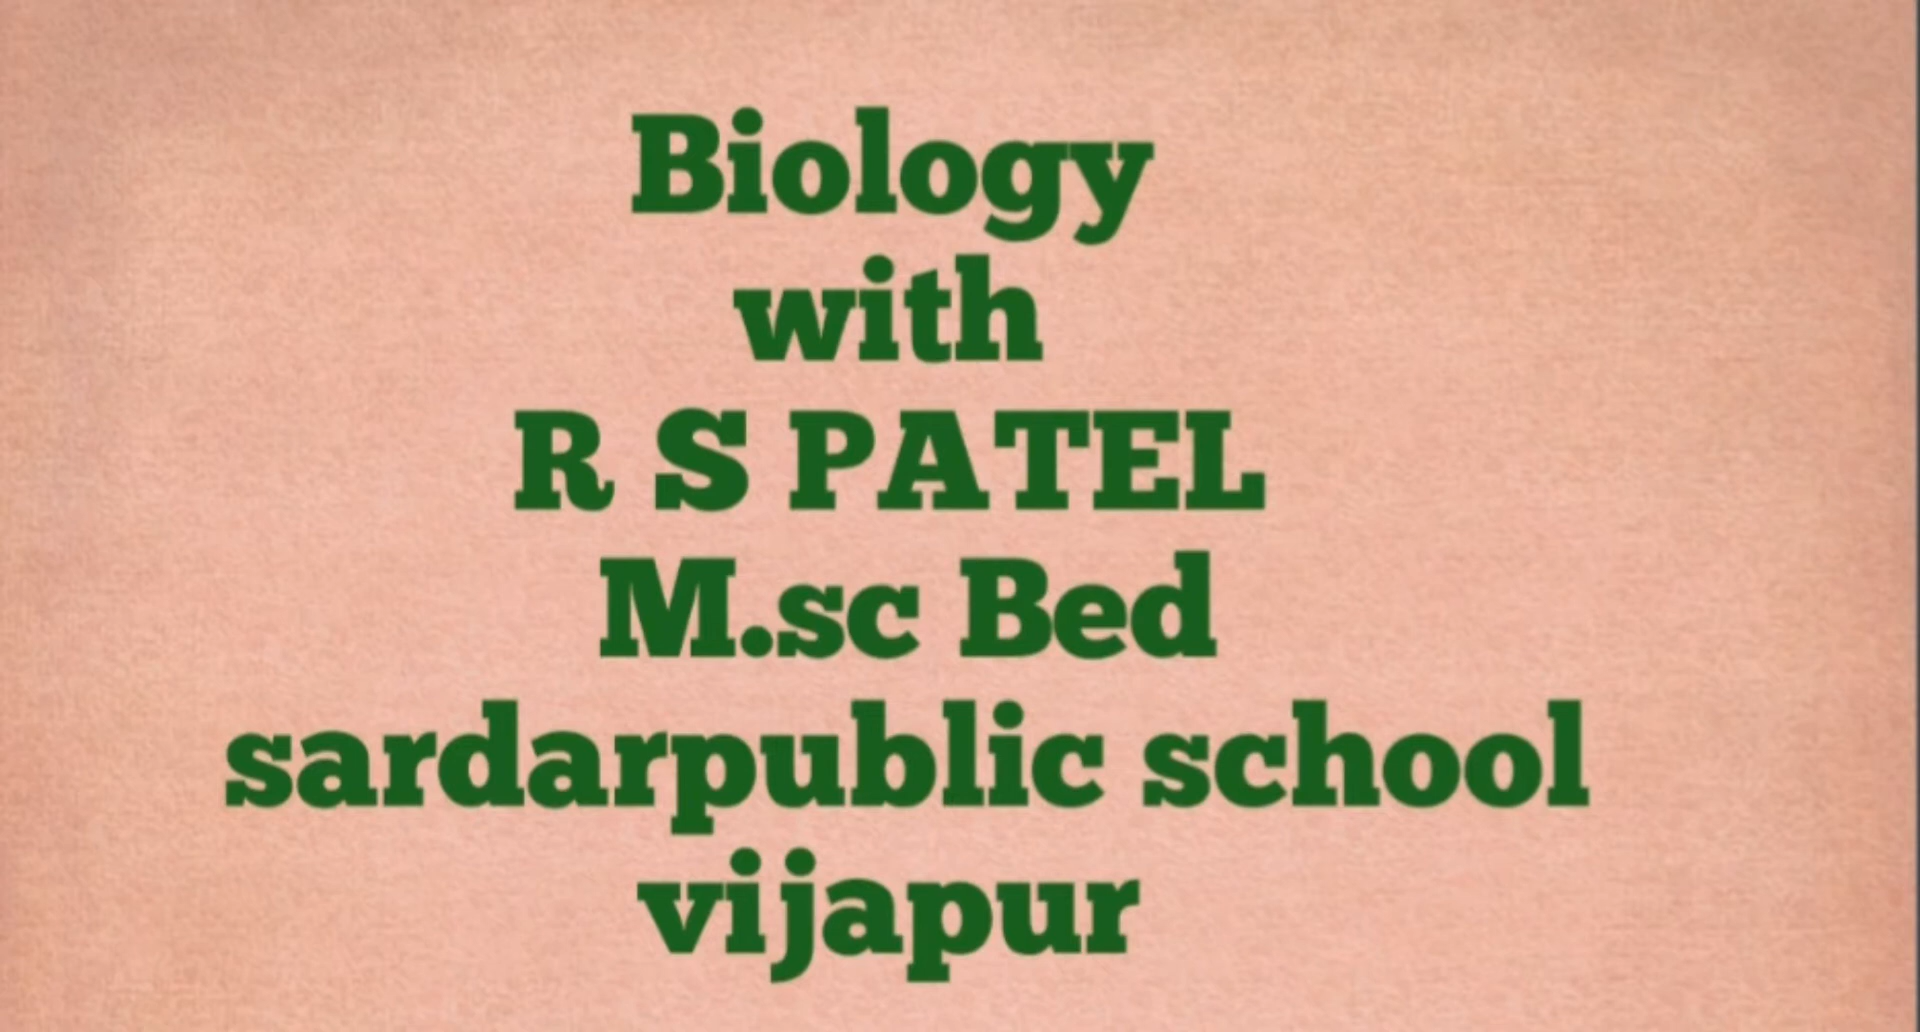 Biology
with
R S PATEL
M.sc Bed
sardarpublic school
vijapur